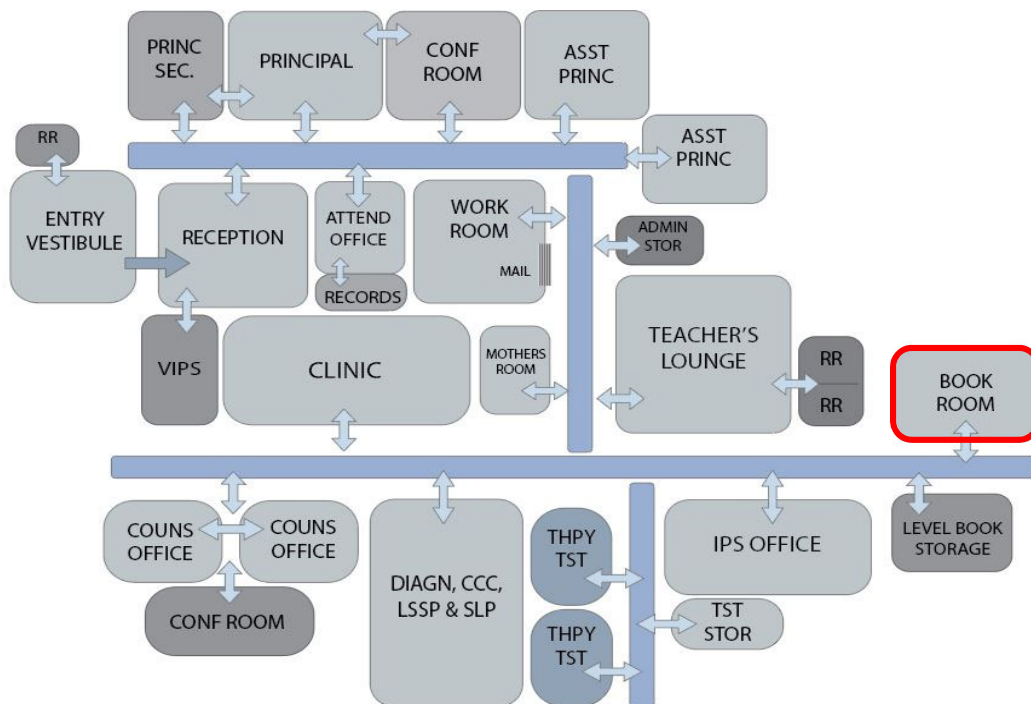 PRINC
SEC.
PRINCIPAL
CONF
ROOM
ASST
PRINC
ASST
PRINC
RR
ENTRY
VESTIBULE
RECEPTION
ATTEND
OFFICE
RECORDS
WORK
ROOM
MAIL
ADMIN
STOR
VIPS
CLINIC
MOTHERS
ROOM
TEACHER'S
LOUNGE
RR
RR
BOOK
ROOM
COUNS
OFFICE
COUNS
OFFICE
CONF ROOM
DIAGN, CCC,
LSSP & SLP
THPY
TST
THPY
TST
IPS OFFICE
TST
STOR
LEVEL BOOK
STORAGE